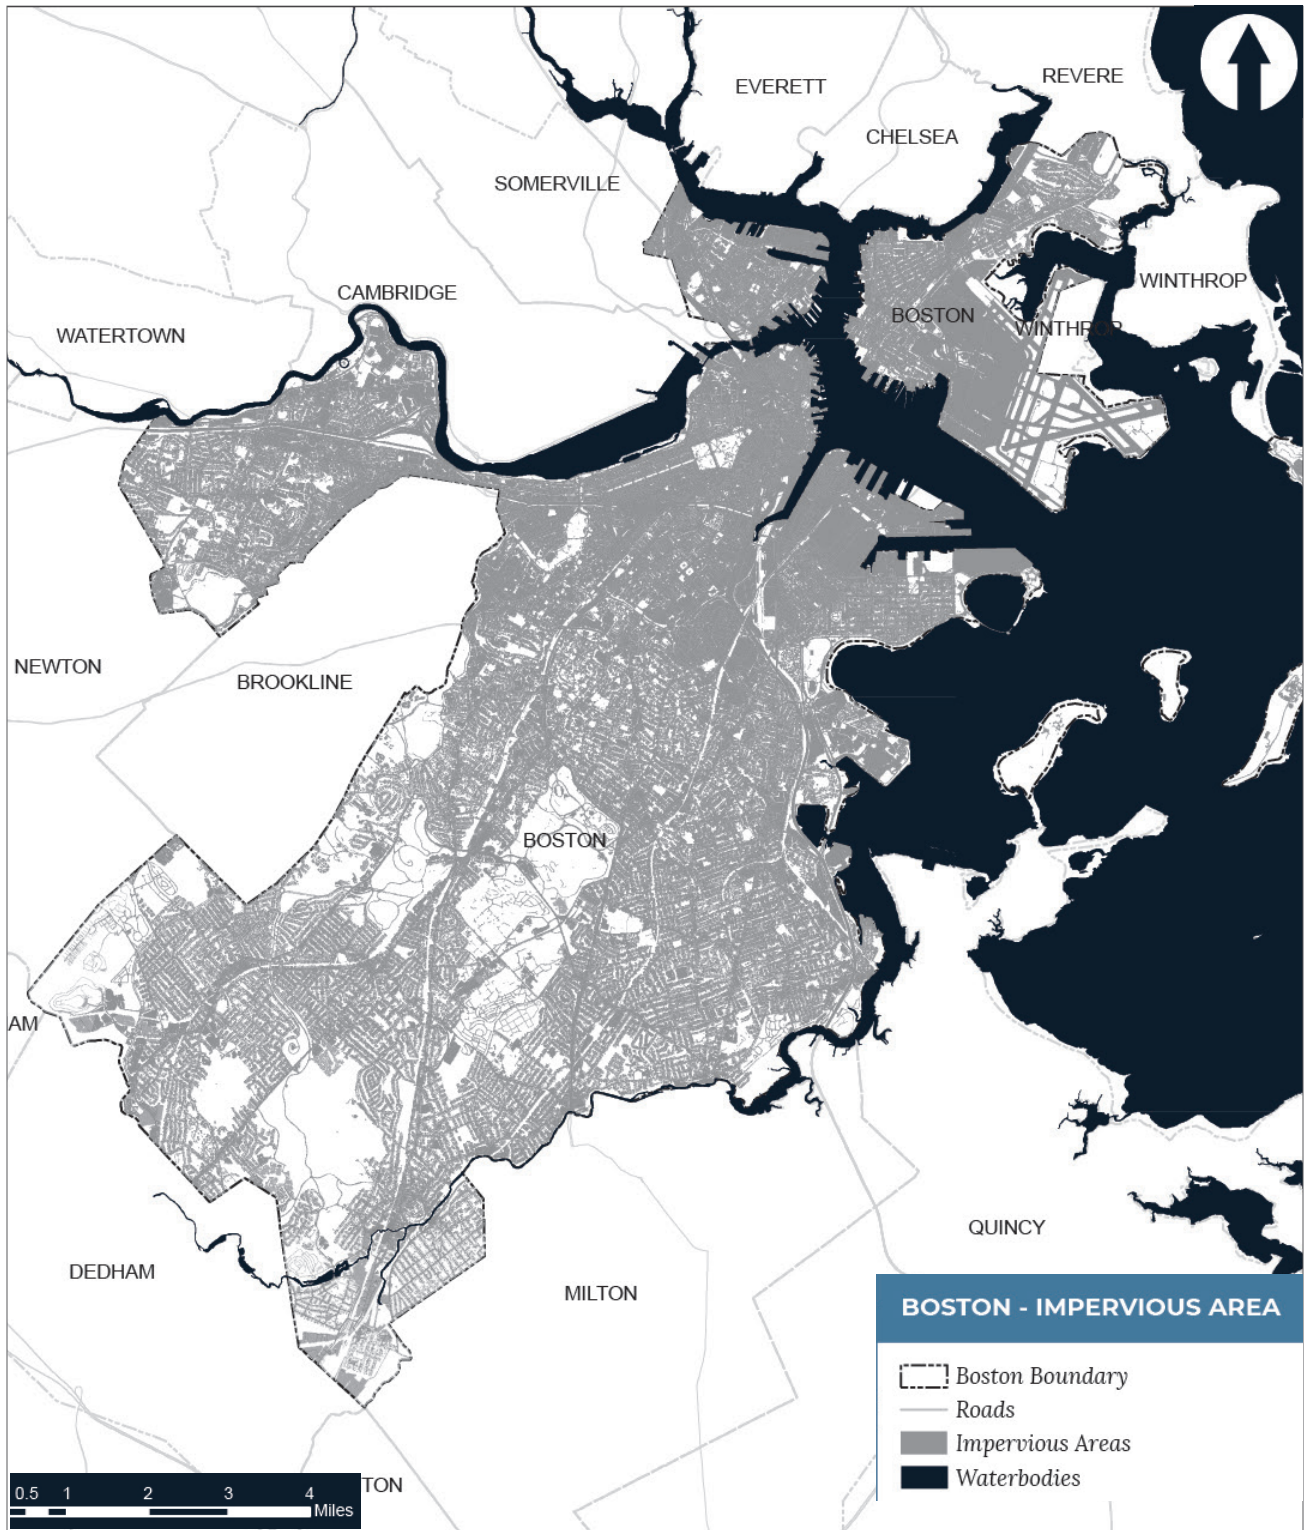 REVERE
EVERETT
CHELSEA
SOMERVILLE
WINTHROP
CAMBRIDGE
BOSTON
WINTHROP
WATERTOWN
NEWTON
BROOKLINE
BOSTON
AM
QUINCY
DEDHAM
MILTON
BOSTON - IMPERVIOUS AREA
Boston Boundary
Roads
Impervious Areas
Waterbodies
TON
0.5 1 2 3 4
Miles